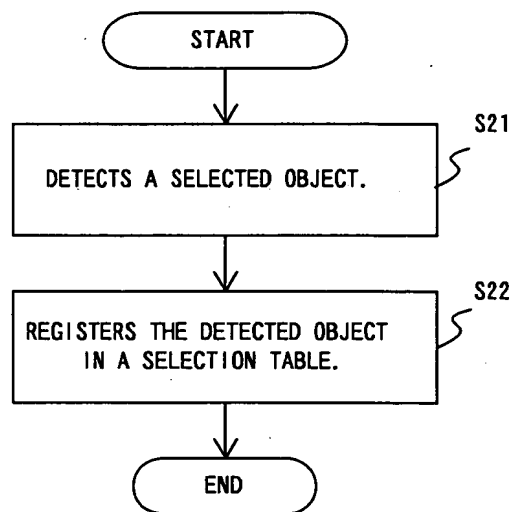 START
S21
DETECTS A SELECTED OBJECT.
S22
REGISTERS THE DETECTED OBJECT
IN A SELECTION TABLE.
END